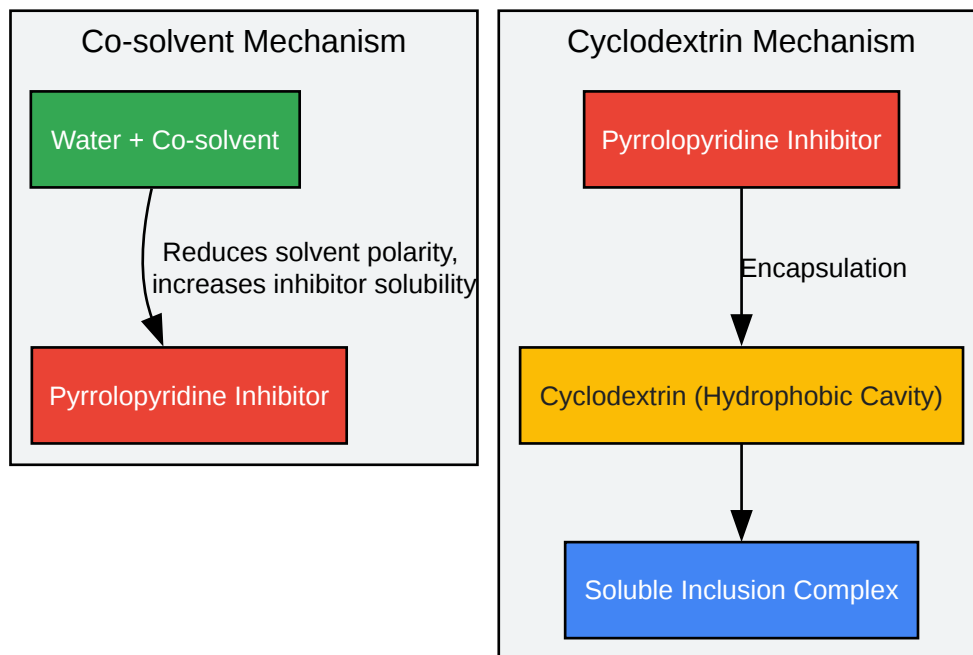 Co-solvent Mechanism
Water + Co-solvent
Reduces solvent polarity,
increases inhibitor solubility
Pyrrolopyridine Inhibitor
Cyclodextrin Mechanism
Pyrrolopyridine Inhibitor
Encapsulation
Cyclodextrin (Hydrophobic Cavity)
Soluble Inclusion Complex